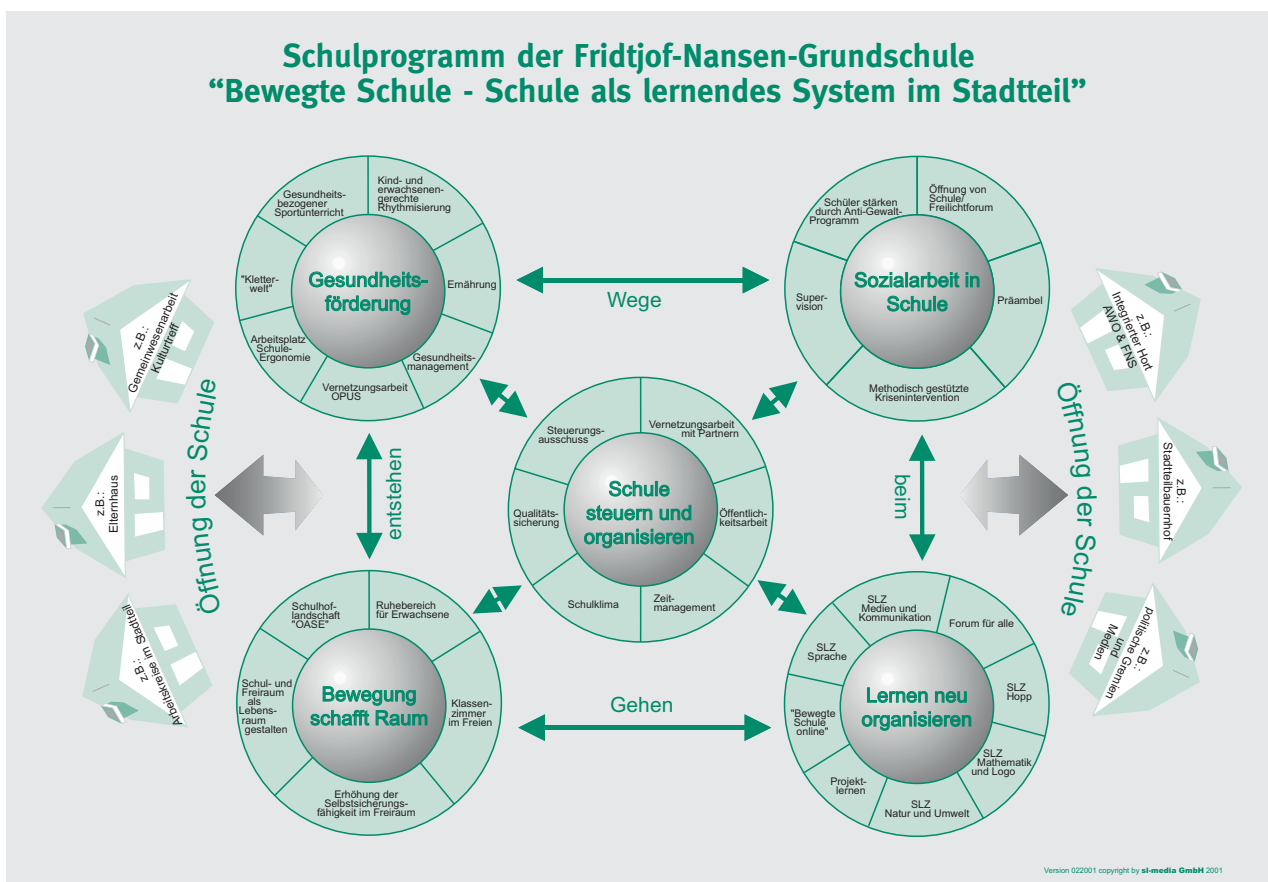 Schulprogramm der Fridtjof-Nansen-Grundschule
“Bewegte Schule - Schule als lernendes System im Stadtteil”
Gesundheits-
bezogener
Sportunterricht
Kind- und
erwachsenen-
gerechte
Rhythmisierung
"Kletter-
welt"
Gesundheits-
förderung
Ernährung
Arbeitsplatz
Schule-
Ergonomie
Gesundheits-
management
Vernetzungsarbeit
OPUS
Wege
Schüler stärken
durch Anti-Gewalt-
Programm
Öffnung von
Schule/
Freilichtforum
Super-
vision
Sozialarbeit in
Schule
Präambel
Methodisch gestützte
Krisenintervention
z.B.:
Gemeinwesenarbeit
Kulturtreff
z.B.:
Elternhaus
z.B.:
Arbeitskreise im Stadtteil
Öffnung der Schule
entstehen
Steuerungs-
ausschuss
Vernetzungsarbeit
mit Partnern
Qualitäts-
sicherung
Schule
steuern und
organisieren
Öffentlich-
keitsarbeit
Schulklima
Zeit-
management
beim
Öffnung der Schule
z.B.:
Integrierter Hort
AWO & FNS
z.B.:
Stadtteilbauernhof
z.B.:
politische Gremien
und
Medien
Schulhof-
landschaft
"OASE"
Ruhebereich
für Erwachsene
Schul- und
Freiraum
als
Lebens-
raum
gestalten
Bewegung
schafft Raum
Klassen-
zimmer
im Freien
Erhöhung der
Selbstsicherungs-
fähigkeit im Freiraum
Gehen
SLZ
Medien und
Kommunikation
Forum für alle
SLZ
Sprache
SLZ
Hopp
"Bewegte
Schule
online"
Lernen neu
organisieren
SLZ
Mathematik
und Logo
Projekt-
lernen
SLZ
Natur und Umwelt
Version 022001 copyright by sl-media GmbH 2001